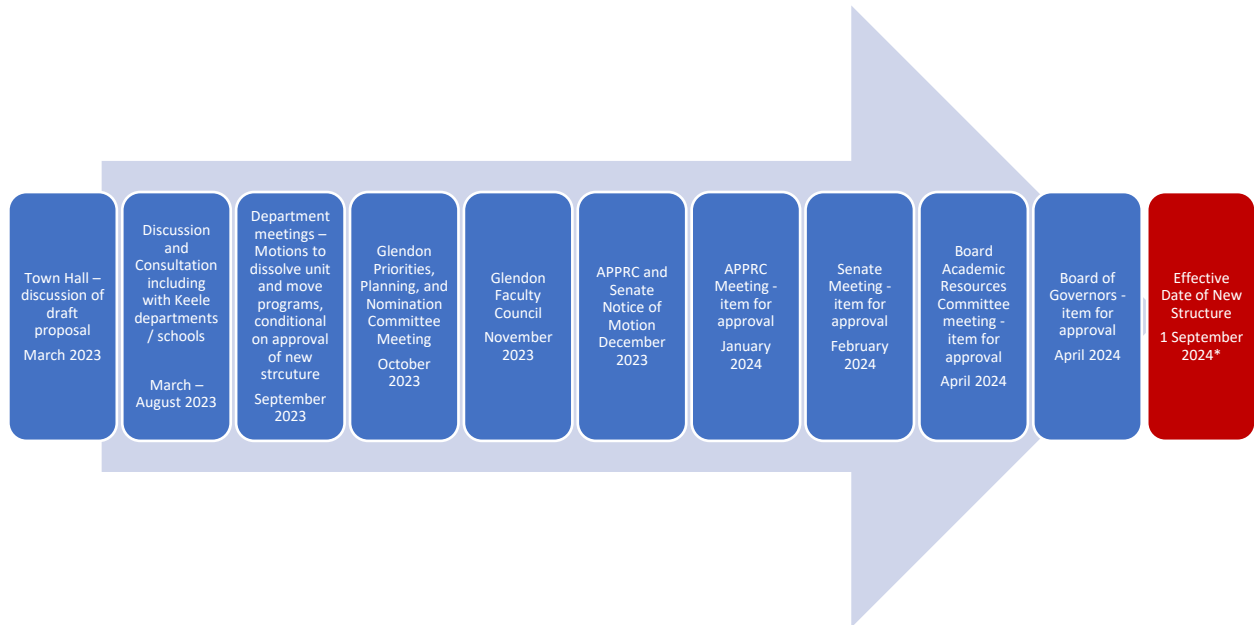 Town Hall –
discussion of
draft
proposal
March 2023
Discussion
and
Consultation
including
with Keele
departments
/ schools
March –
August 2023
Department
meetings –
Motions to
dissolve unit
and move
programs,
conditional
on approval
of new
strcuture
September
2023
Glendon
Priorities,
Planning, and
Nomination
Committee
Meeting
October
2023
Glendon
Faculty
Council
November
2023
APPRC and
Senate
Notice of
Motion
December
2023
APPRC
Meeting -
item for
approval
January
2024
Senate
Meeting -
item for
approval
February
2024
Board
Academic
Resources
Committee
meeting -
item for
approval
April 2024
Board of
Governors -
item for
approval
April 2024
Effective
Date of New
Structure
1 September
2024*